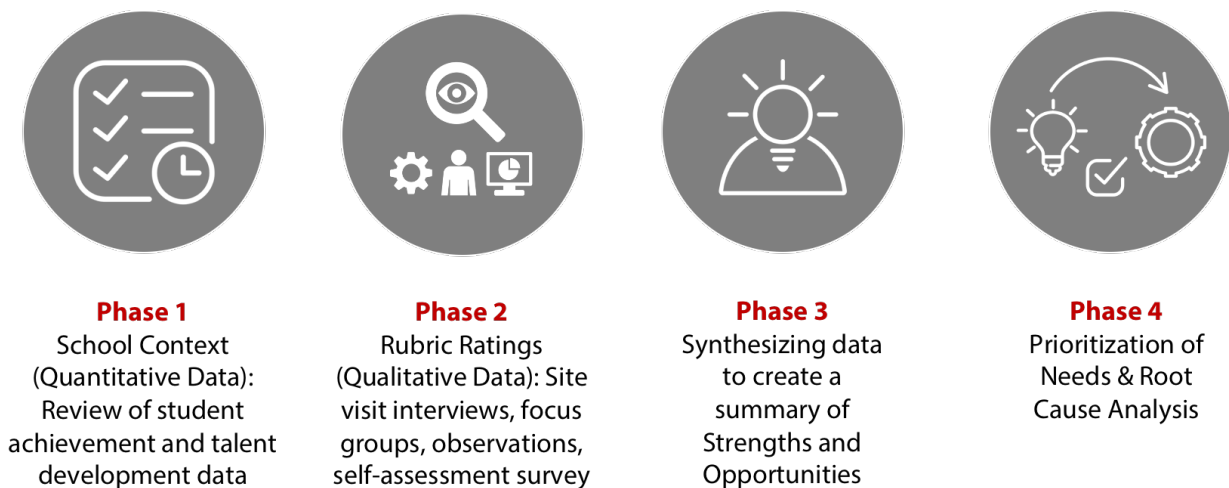 Phase 1
School Context
(Quantitative Data):
Review of student
achievement and talent
development data
Phase 2
Rubric Ratings
(Qualitative Data): Site
visit interviews, focus
groups, observations,
self-assessment survey
Phase 3
Synthesizing data
to create a
summary of
Strengths and
Opportunities
Phase 4
Prioritization of
Needs & Root
Cause Analysis